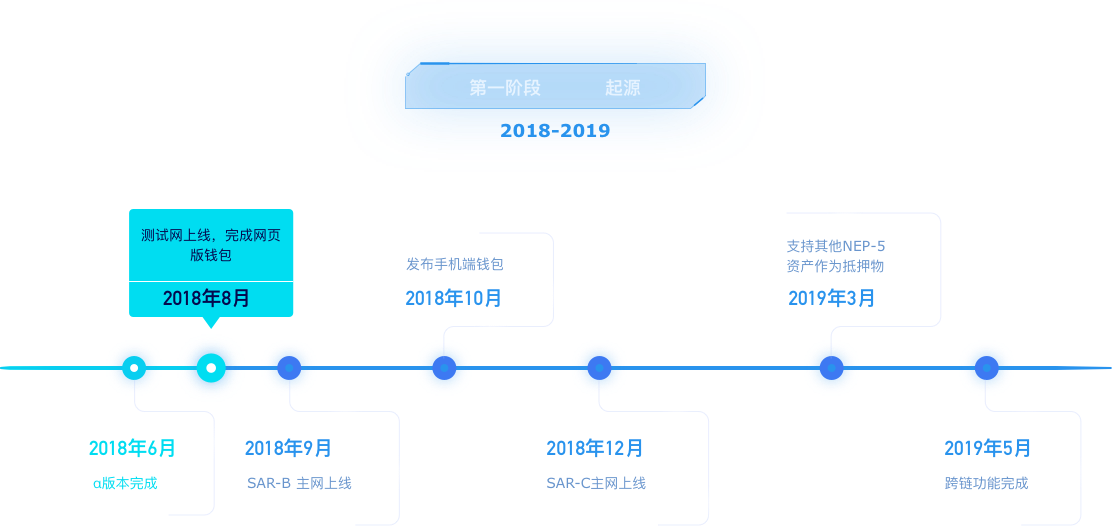 第一阶段 起源
2018-2019
测试网上线，完成网页
版钱包
2018年8月
发布手机端钱包
2018年10月
支持其他NEP-5
资产作为抵押物
2019年3月
2018年6月
α版本完成
2018年9月
SAR-B 主网上线
2018年12月
SAR-C主网上线
2019年5月
跨链功能完成